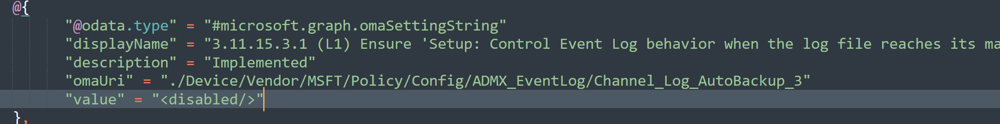 @{
"@odata.type" = "#microsoft.graph.omaSettingString"
"displayName" = "3.11.15.3.1 (L1) Ensure 'Setup: Control Event Log behavior when the log file reaches its ma
"description" = "Implemented"
"omaUri" = "./Device/Vendor/MSFT/Policy/Config/ADMX_EventLog/Channel_Log_AutoBackup_3"
"value" = "<disabled/>"
},